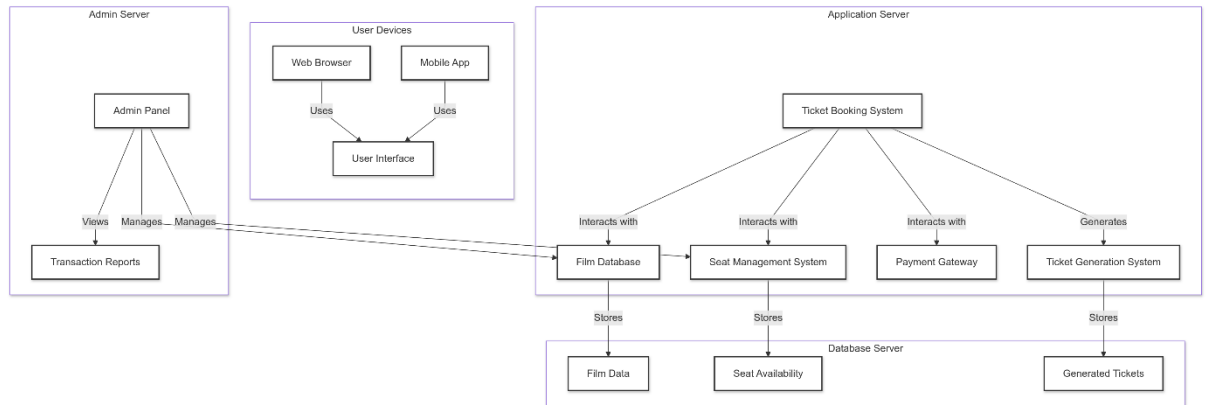 Admin Server
User Devices
Application Server
Web Browser
Mobile App
Admin Panel
Ticket Booking System
Uses
Uses
User Interface
Views
Manages
Manages
Interacts with
Interacts with
Interacts with
Generates
Transaction Reports
Film Database
Seat Management System
Payment Gateway
Ticket Generation System
Stores
Stores
Stores
Database Server
Film Data
Seat Availability
Generated Tickets